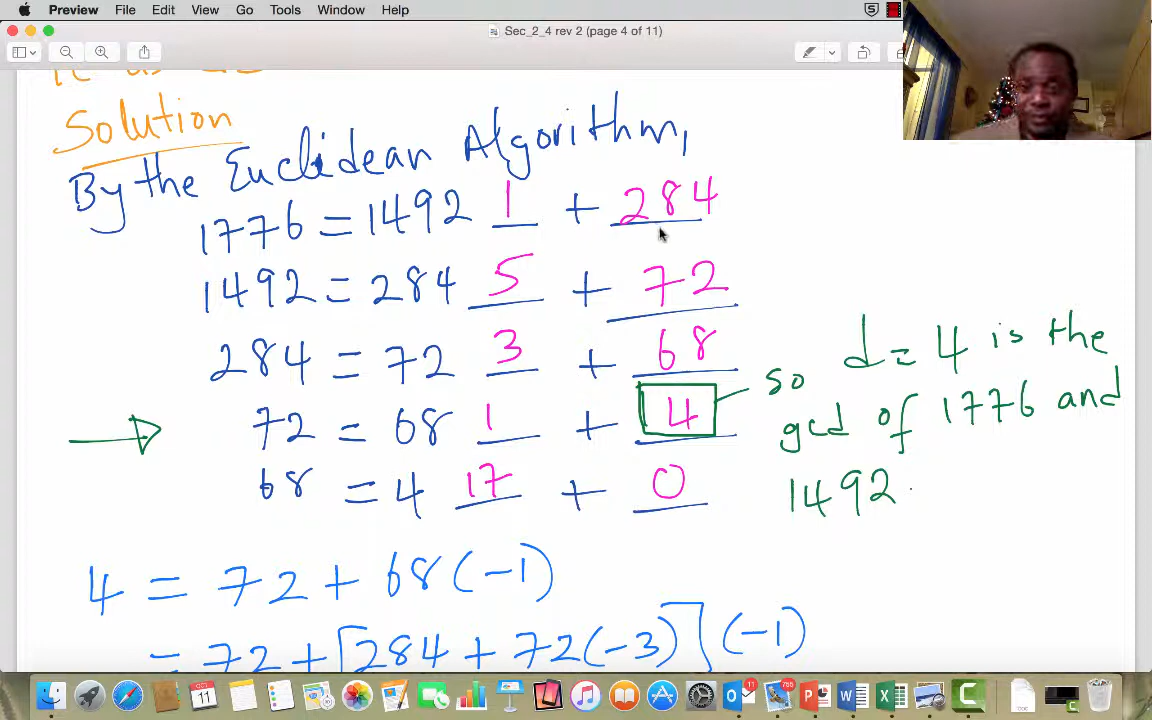 Preview File Edit View Go Tools Window Help
Sec_2_4 rev 2 (page 4 of 11)
Solution
By the Euclidean Algorithm,
1776 = 1492 1 + 284
1492 = 284 5 + 72
284 = 72 3 + 68
72 = 68 1 + 4
68 = 4 17 + 0
so d = 4 is the
gcd of 1776 and
1492.
4 = 72 + 68(-1)
= 72 + [284 + 72(-3)](-1)